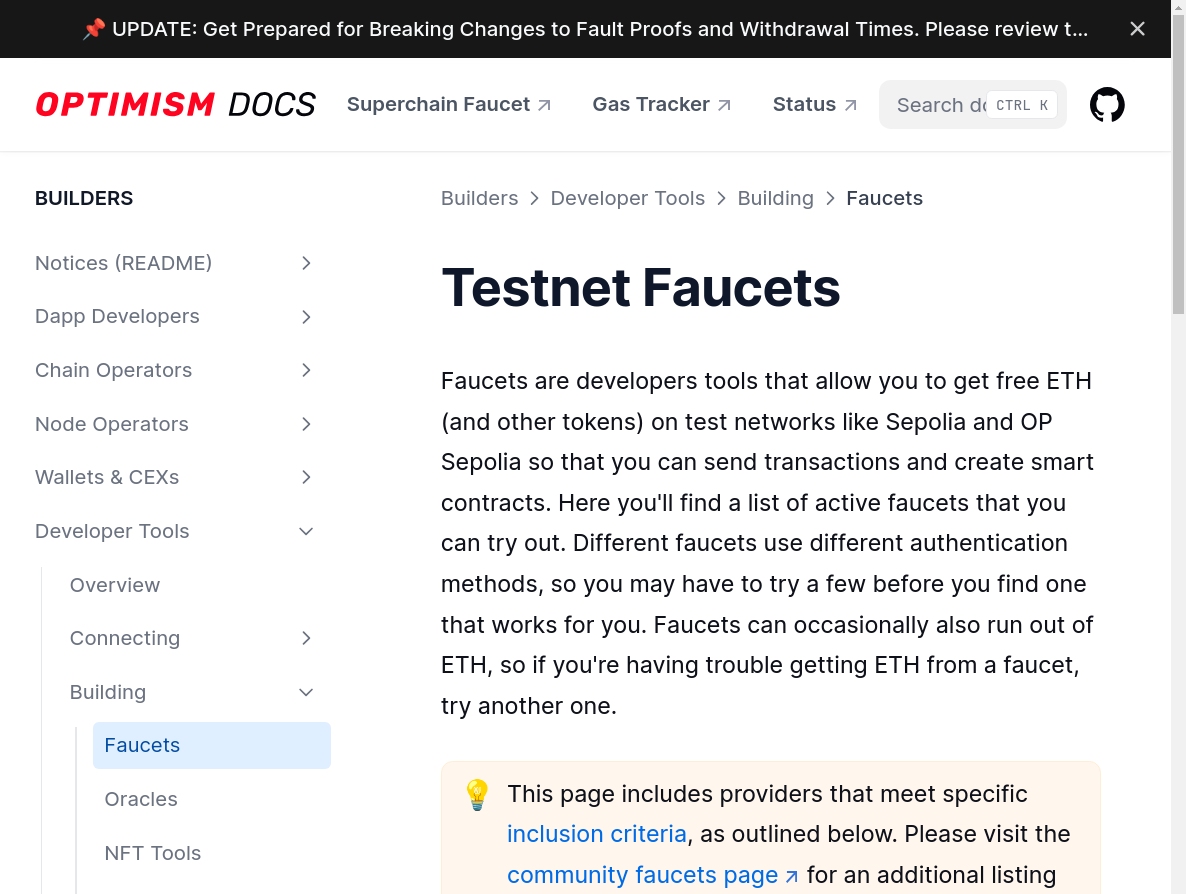 📌 UPDATE: Get Prepared for Breaking Changes to Fault Proofs and Withdrawal Times. Please review t...
OPTIMISM DOCS
Superchain Faucet
Gas Tracker
Status
Search do
CTRL K
BUILDERS
Notices (README)
Dapp Developers
Chain Operators
Node Operators
Wallets & CEXs
Developer Tools
Overview
Connecting
Building
Faucets
Oracles
NFT Tools
Builders > Developer Tools > Building > Faucets
Testnet Faucets
Faucets are developers tools that allow you to get free ETH
(and other tokens) on test networks like Sepolia and OP
Sepolia so that you can send transactions and create smart
contracts. Here you'll find a list of active faucets that you
can try out. Different faucets use different authentication
methods, so you may have to try a few before you find one
that works for you. Faucets can occasionally also run out of
ETH, so if you're having trouble getting ETH from a faucet,
try another one.
💡 This page includes providers that meet specific
inclusion criteria, as outlined below. Please visit the
community faucets page for an additional listing